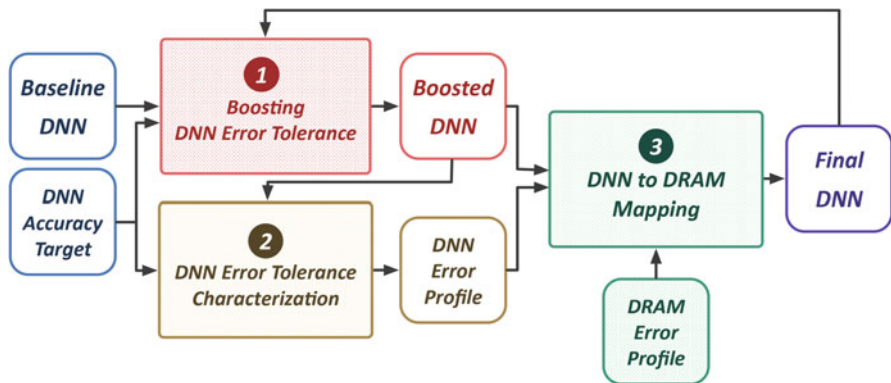 Baseline
DNN
DNN
Accuracy
Target
1
Boosting
DNN Error Tolerance
2
DNN Error Tolerance
Characterization
Boosted
DNN
DNN
Error
Profile
3
DNN to DRAM
Mapping
DRAM
Error
Profile
Final
DNN